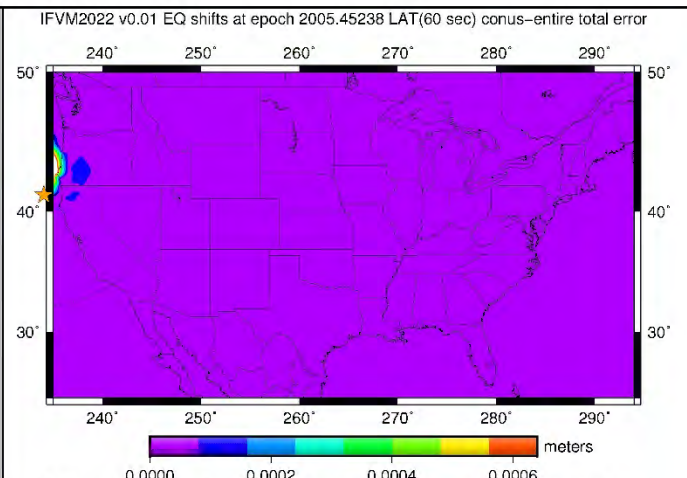 IFVM2022 v0.01 EQ shifts at epoch 2005.45238 LAT(60 sec) conus−entire total error
240˚ 250˚ 260˚ 270˚ 280˚ 290˚
50˚ 50˚
40˚ 40˚
30˚ 30˚
240˚ 250˚ 260˚ 270˚ 280˚ 290˚
meters
0.0000 0.0002 0.0004 0.0006